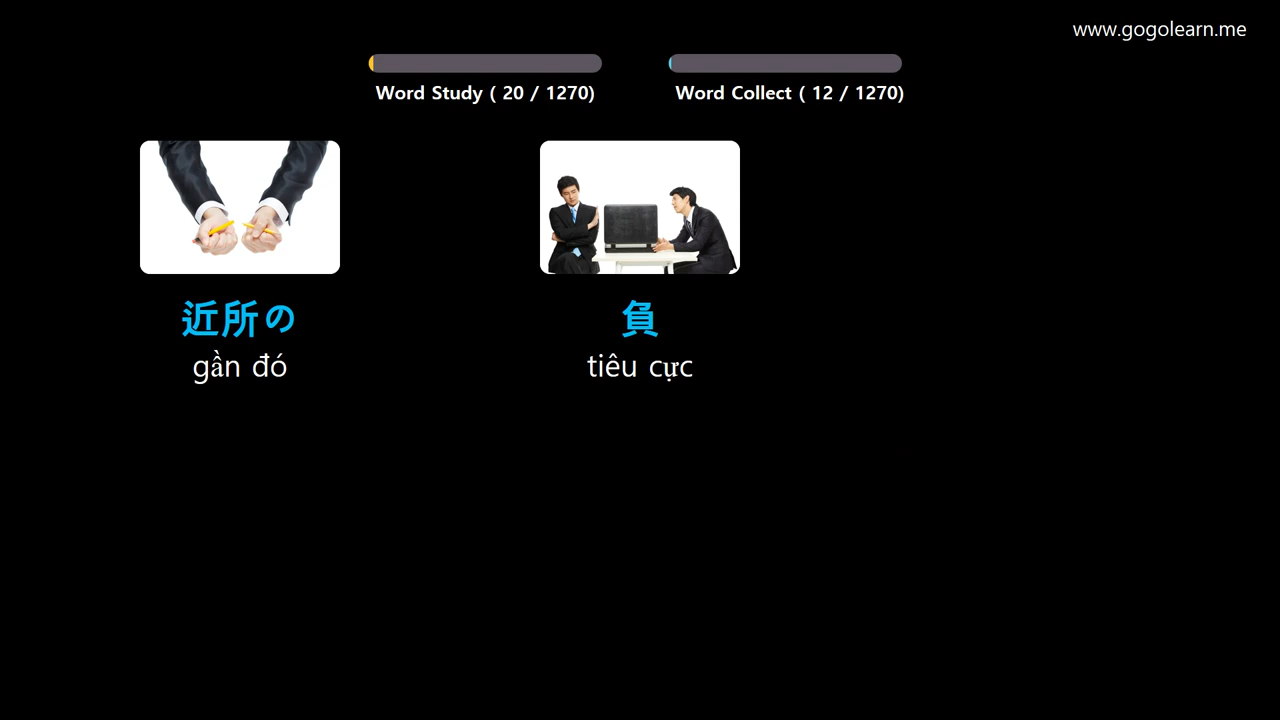 www.gogolearn.me
Word Study ( 20 / 1270)
Word Collect ( 12 / 1270)
近所の
gần đó
負
tiêu cực